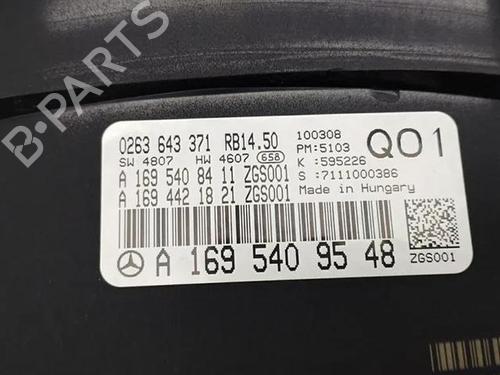 0263 643 371 RB14.50
SW 4807 HW 4607 658
A 169 540 84 11 ZGS001
A 169 442 18 21 ZGS001
100308
PM:5103
K :595226
S :7111000386
Made in Hungary
Q01
A 169 540 95 48
ZGS001
B-PARTS